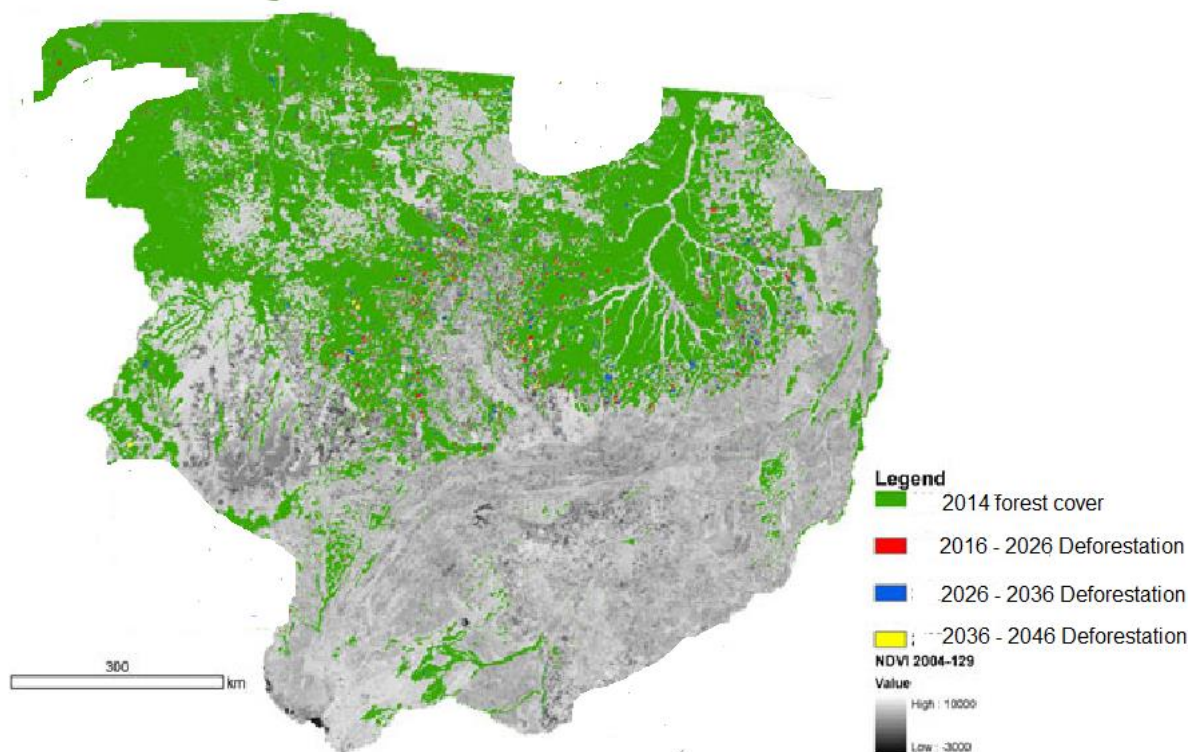 Legend
2014 forest cover
2016 - 2026 Deforestation
2026 - 2036 Deforestation
2036 - 2046 Deforestation
NDVI 2004-129
Value
High : 10000
Low : -3000
300
km